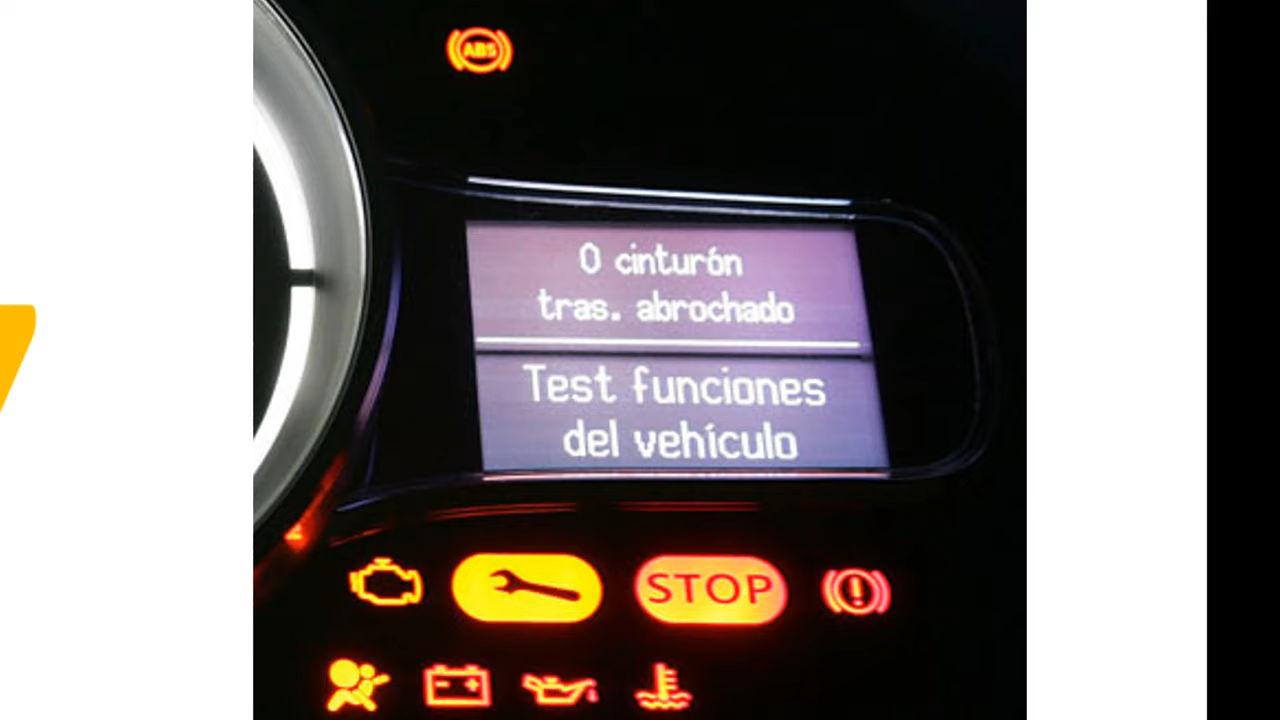 ABS
0 cinturón
tras. abrochado
Test funciones
del vehículo
STOP